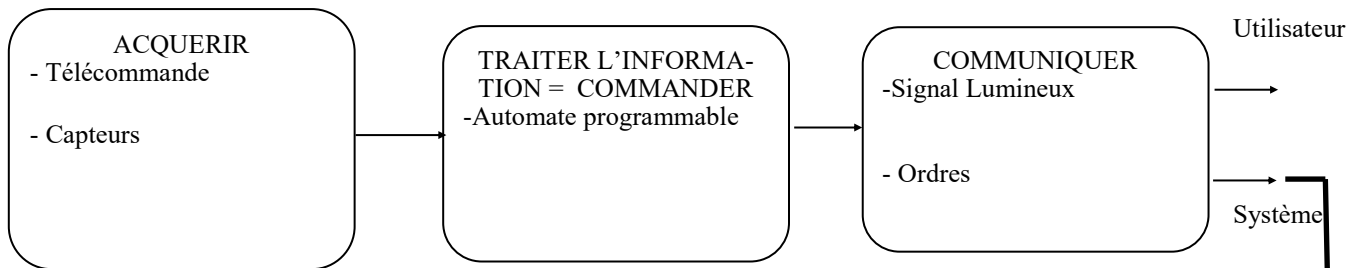 ACQUERIR
- Télécommande
- Capteurs
TRAITER L’INFORMA-
TION = COMMANDER
-Automate programmable
COMMUNIQUER
-Signal Lumineux
- Ordres
Utilisateur
Système